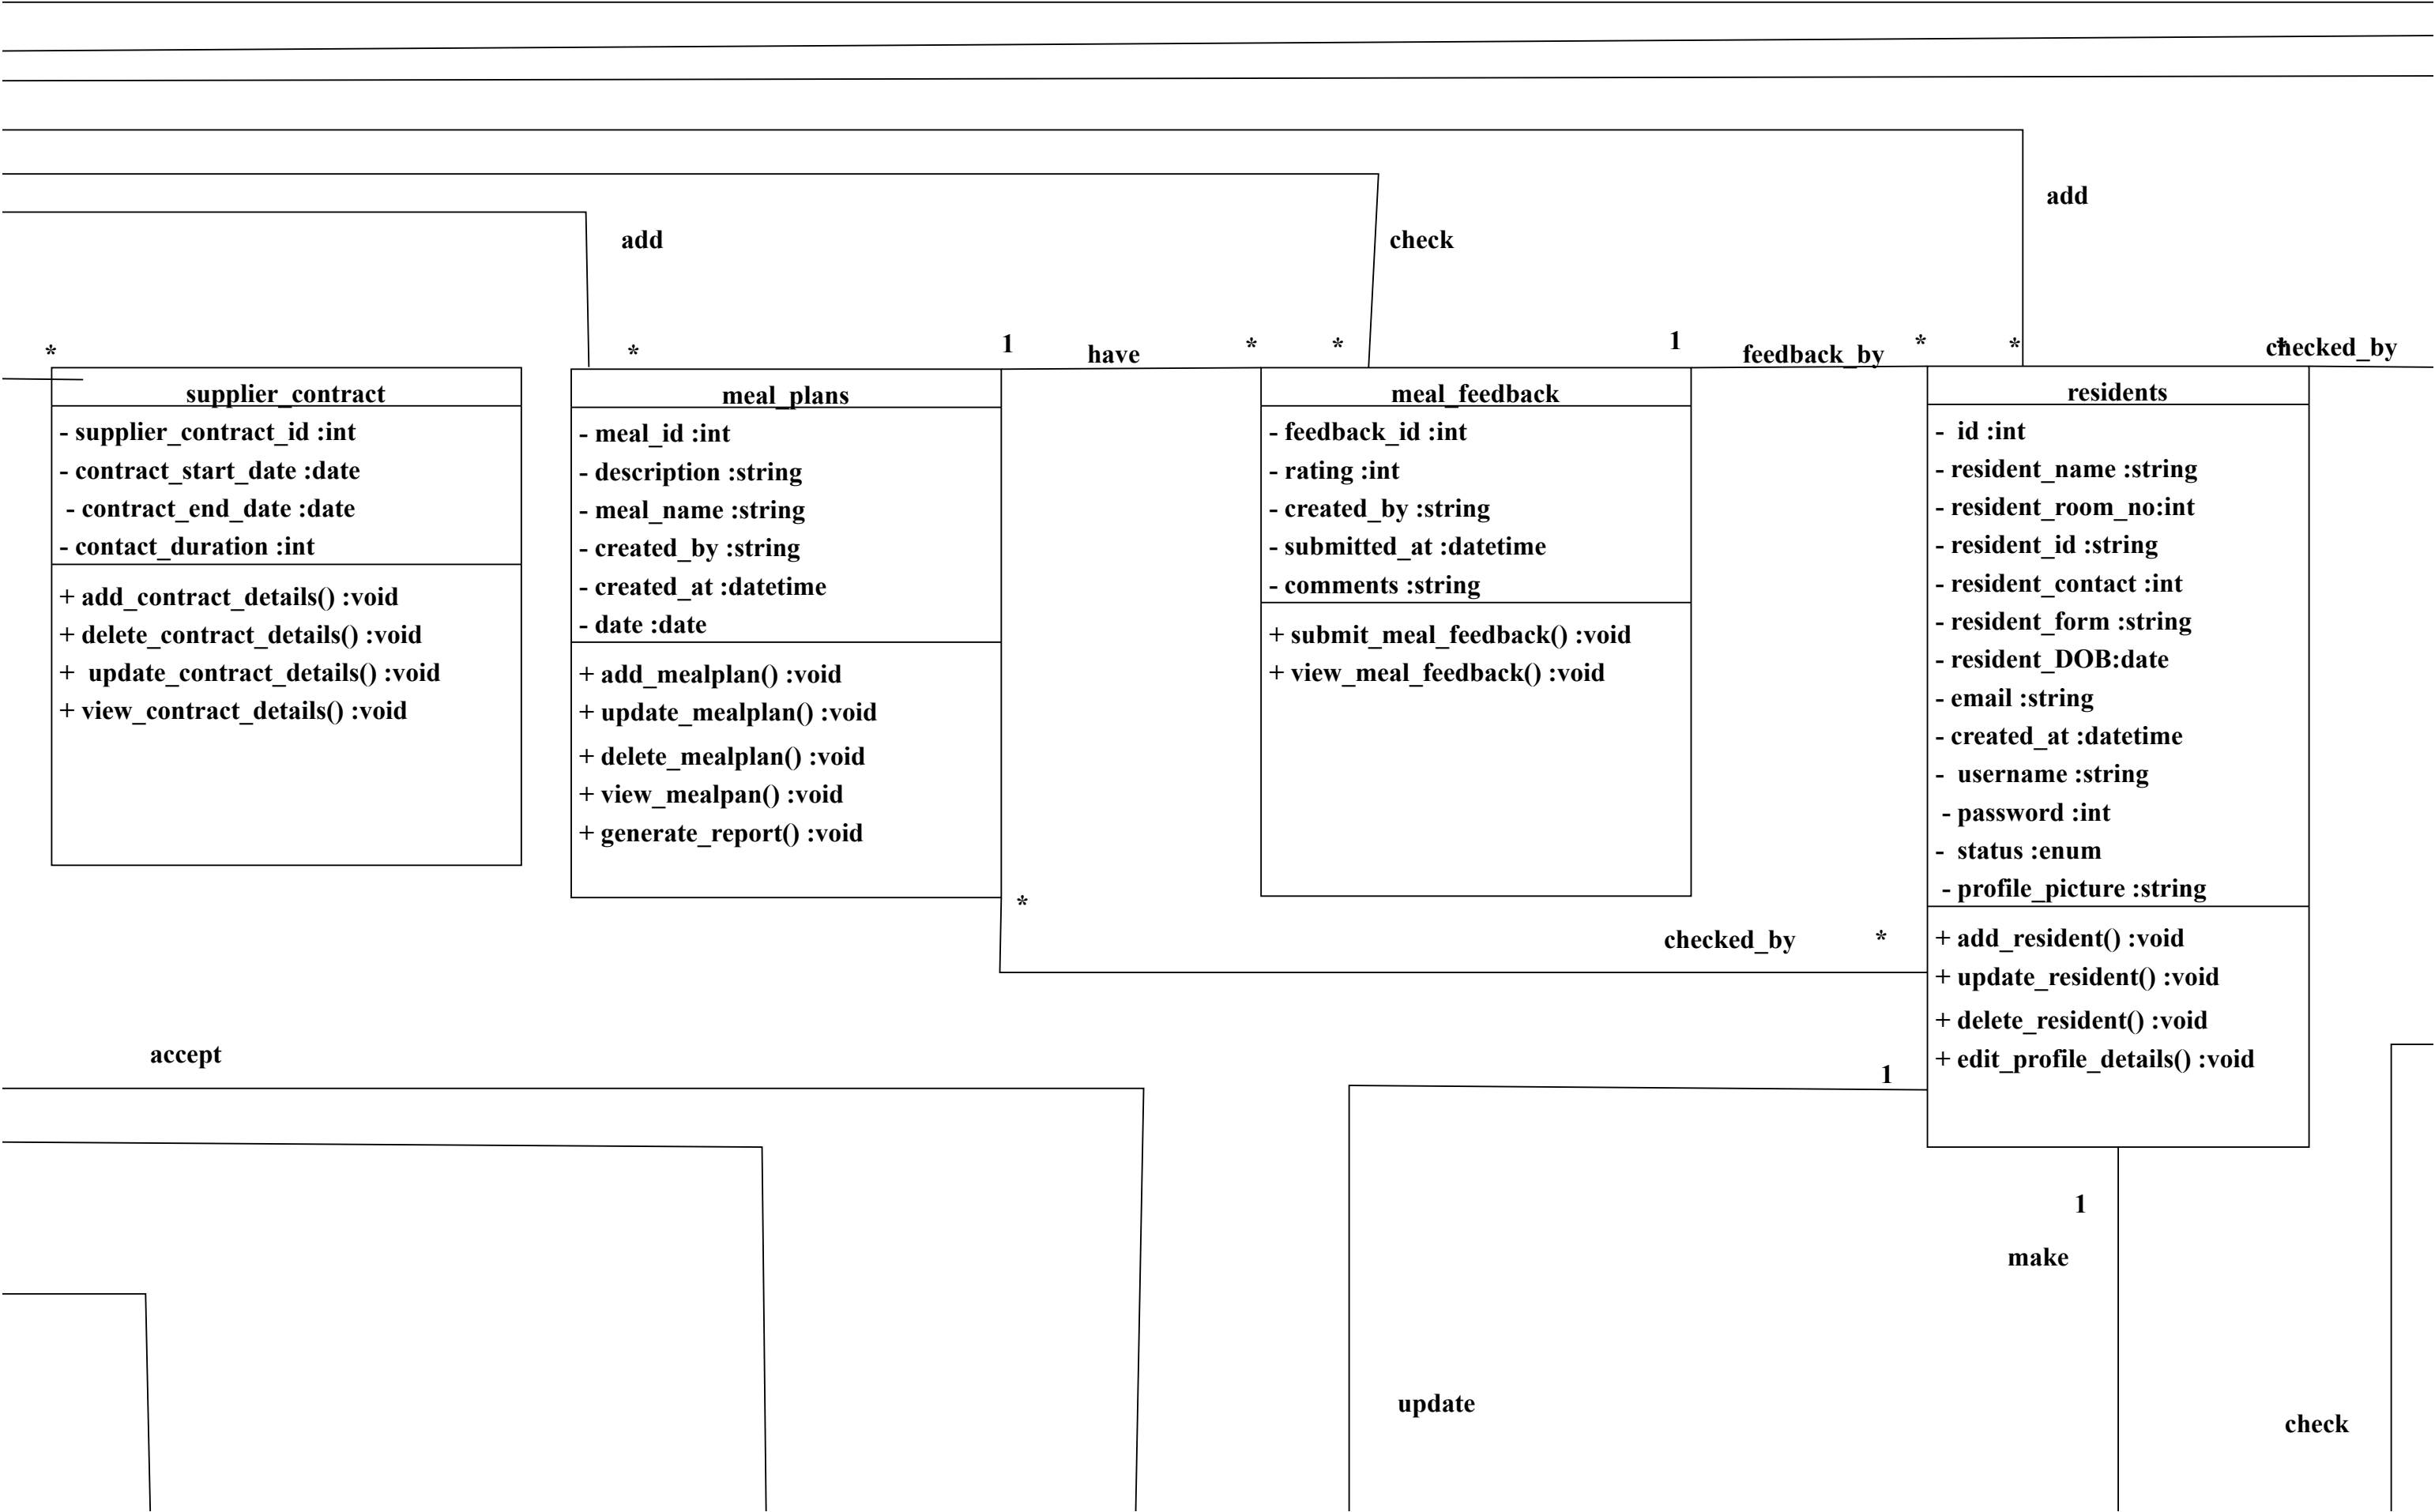 add
add
check
*
*
1
have
*
*
1
feedback_by
*
*
*
checked_by
supplier_contract
- supplier_contract_id :int
- contract_start_date :date
- contract_end_date :date
- contact_duration :int
+ add_contract_details() :void
+ delete_contract_details() :void
+ update_contract_details() :void
+ view_contract_details() :void
meal_plans
- meal_id :int
- description :string
- meal_name :string
- created_by :string
- created_at :datetime
- date :date
+ add_mealplan() :void
+ update_mealplan() :void
+ delete_mealplan() :void
+ view_mealpan() :void
+ generate_report() :void
meal_feedback
- feedback_id :int
- rating :int
- created_by :string
- submitted_at :datetime
- comments :string
+ submit_meal_feedback() :void
+ view_meal_feedback() :void
residents
- id :int
- resident_name :string
- resident_room_no:int
- resident_id :string
- resident_contact :int
- resident_form :string
- resident_DOB:date
- email :string
- created_at :datetime
- username :string
- password :int
- status :enum
- profile_picture :string
+ add_resident() :void
+ update_resident() :void
+ delete_resident() :void
+ edit_profile_details() :void
*
checked_by
*
accept
1
1
make
update
check